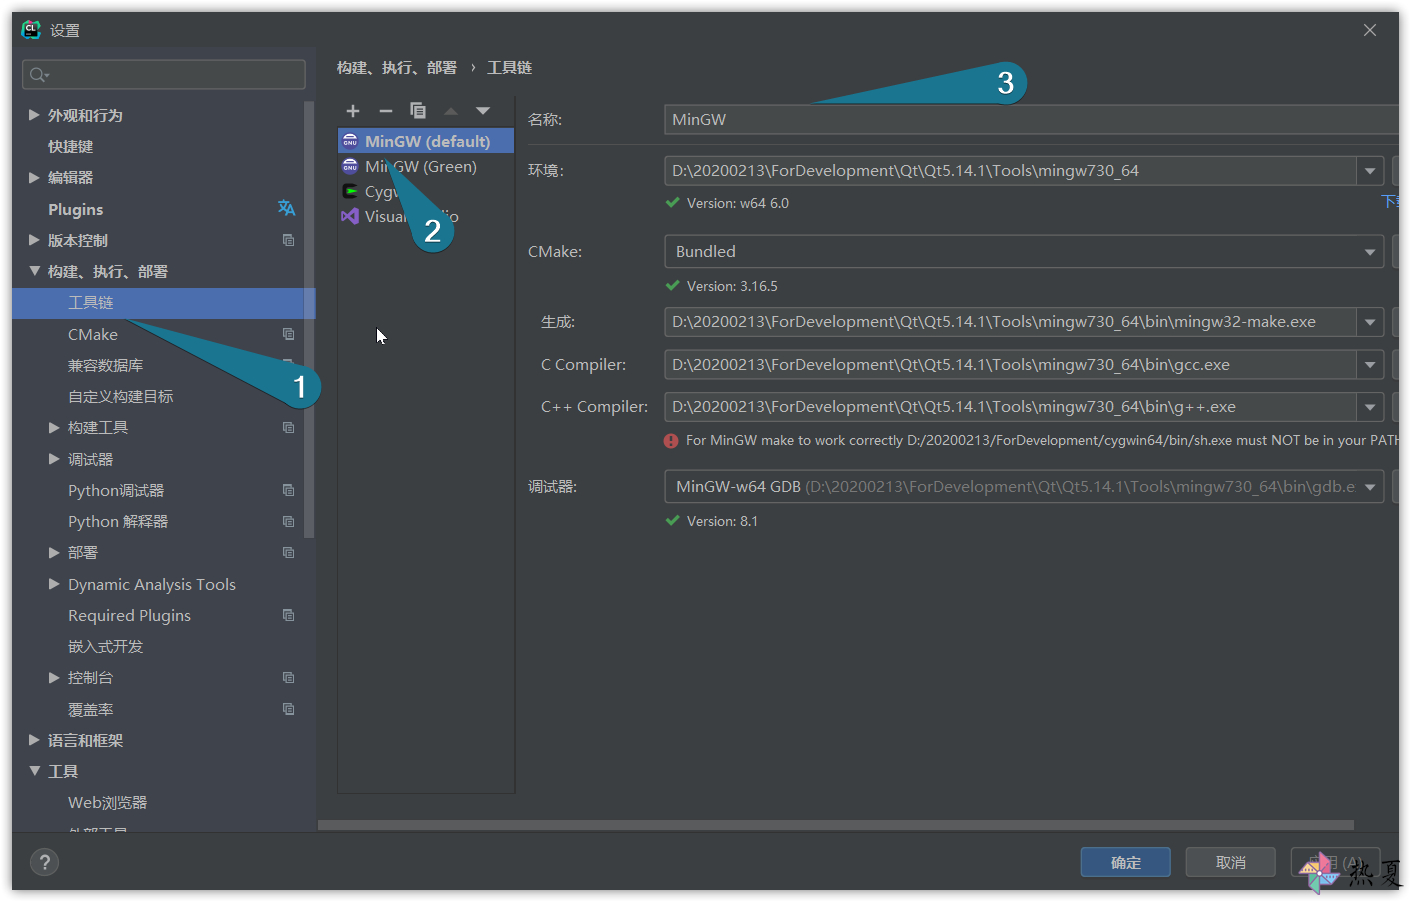 CL 设置
外观和行为
快捷键
编辑器
Plugins
版本控制
构建、执行、部署
工具链
CMake
兼容数据库
自定义构建目标
构建工具
调试器
Python调试器
Python 解释器
部署
Dynamic Analysis Tools
Required Plugins
嵌入式开发
控制台
覆盖率
语言和框架
工具
Web浏览器
外部工具
1
构建、执行、部署 › 工具链
MinGW (default)
MinGW (Green)
Cygw
Visua io
2
3
名称: MinGW
环境: D:\20200213\ForDevelopment\Qt\Qt5.14.1\Tools\mingw730_64
Version: w64 6.0
下
CMake: Bundled
Version: 3.16.5
生成: D:\20200213\ForDevelopment\Qt\Qt5.14.1\Tools\mingw730_64\bin\mingw32-make.exe
C Compiler: D:\20200213\ForDevelopment\Qt\Qt5.14.1\Tools\mingw730_64\bin\gcc.exe
C++ Compiler: D:\20200213\ForDevelopment\Qt\Qt5.14.1\Tools\mingw730_64\bin\g++.exe
For MinGW make to work correctly D:/20200213/ForDevelopment/cygwin64/bin/sh.exe must NOT be in your PATH
调试器: MinGW-w64 GDB (D:\20200213\ForDevelopment\Qt\Qt5.14.1\Tools\mingw730_64\bin\gdb.e
Version: 8.1
?
确定
取消
用 (A)
热夏